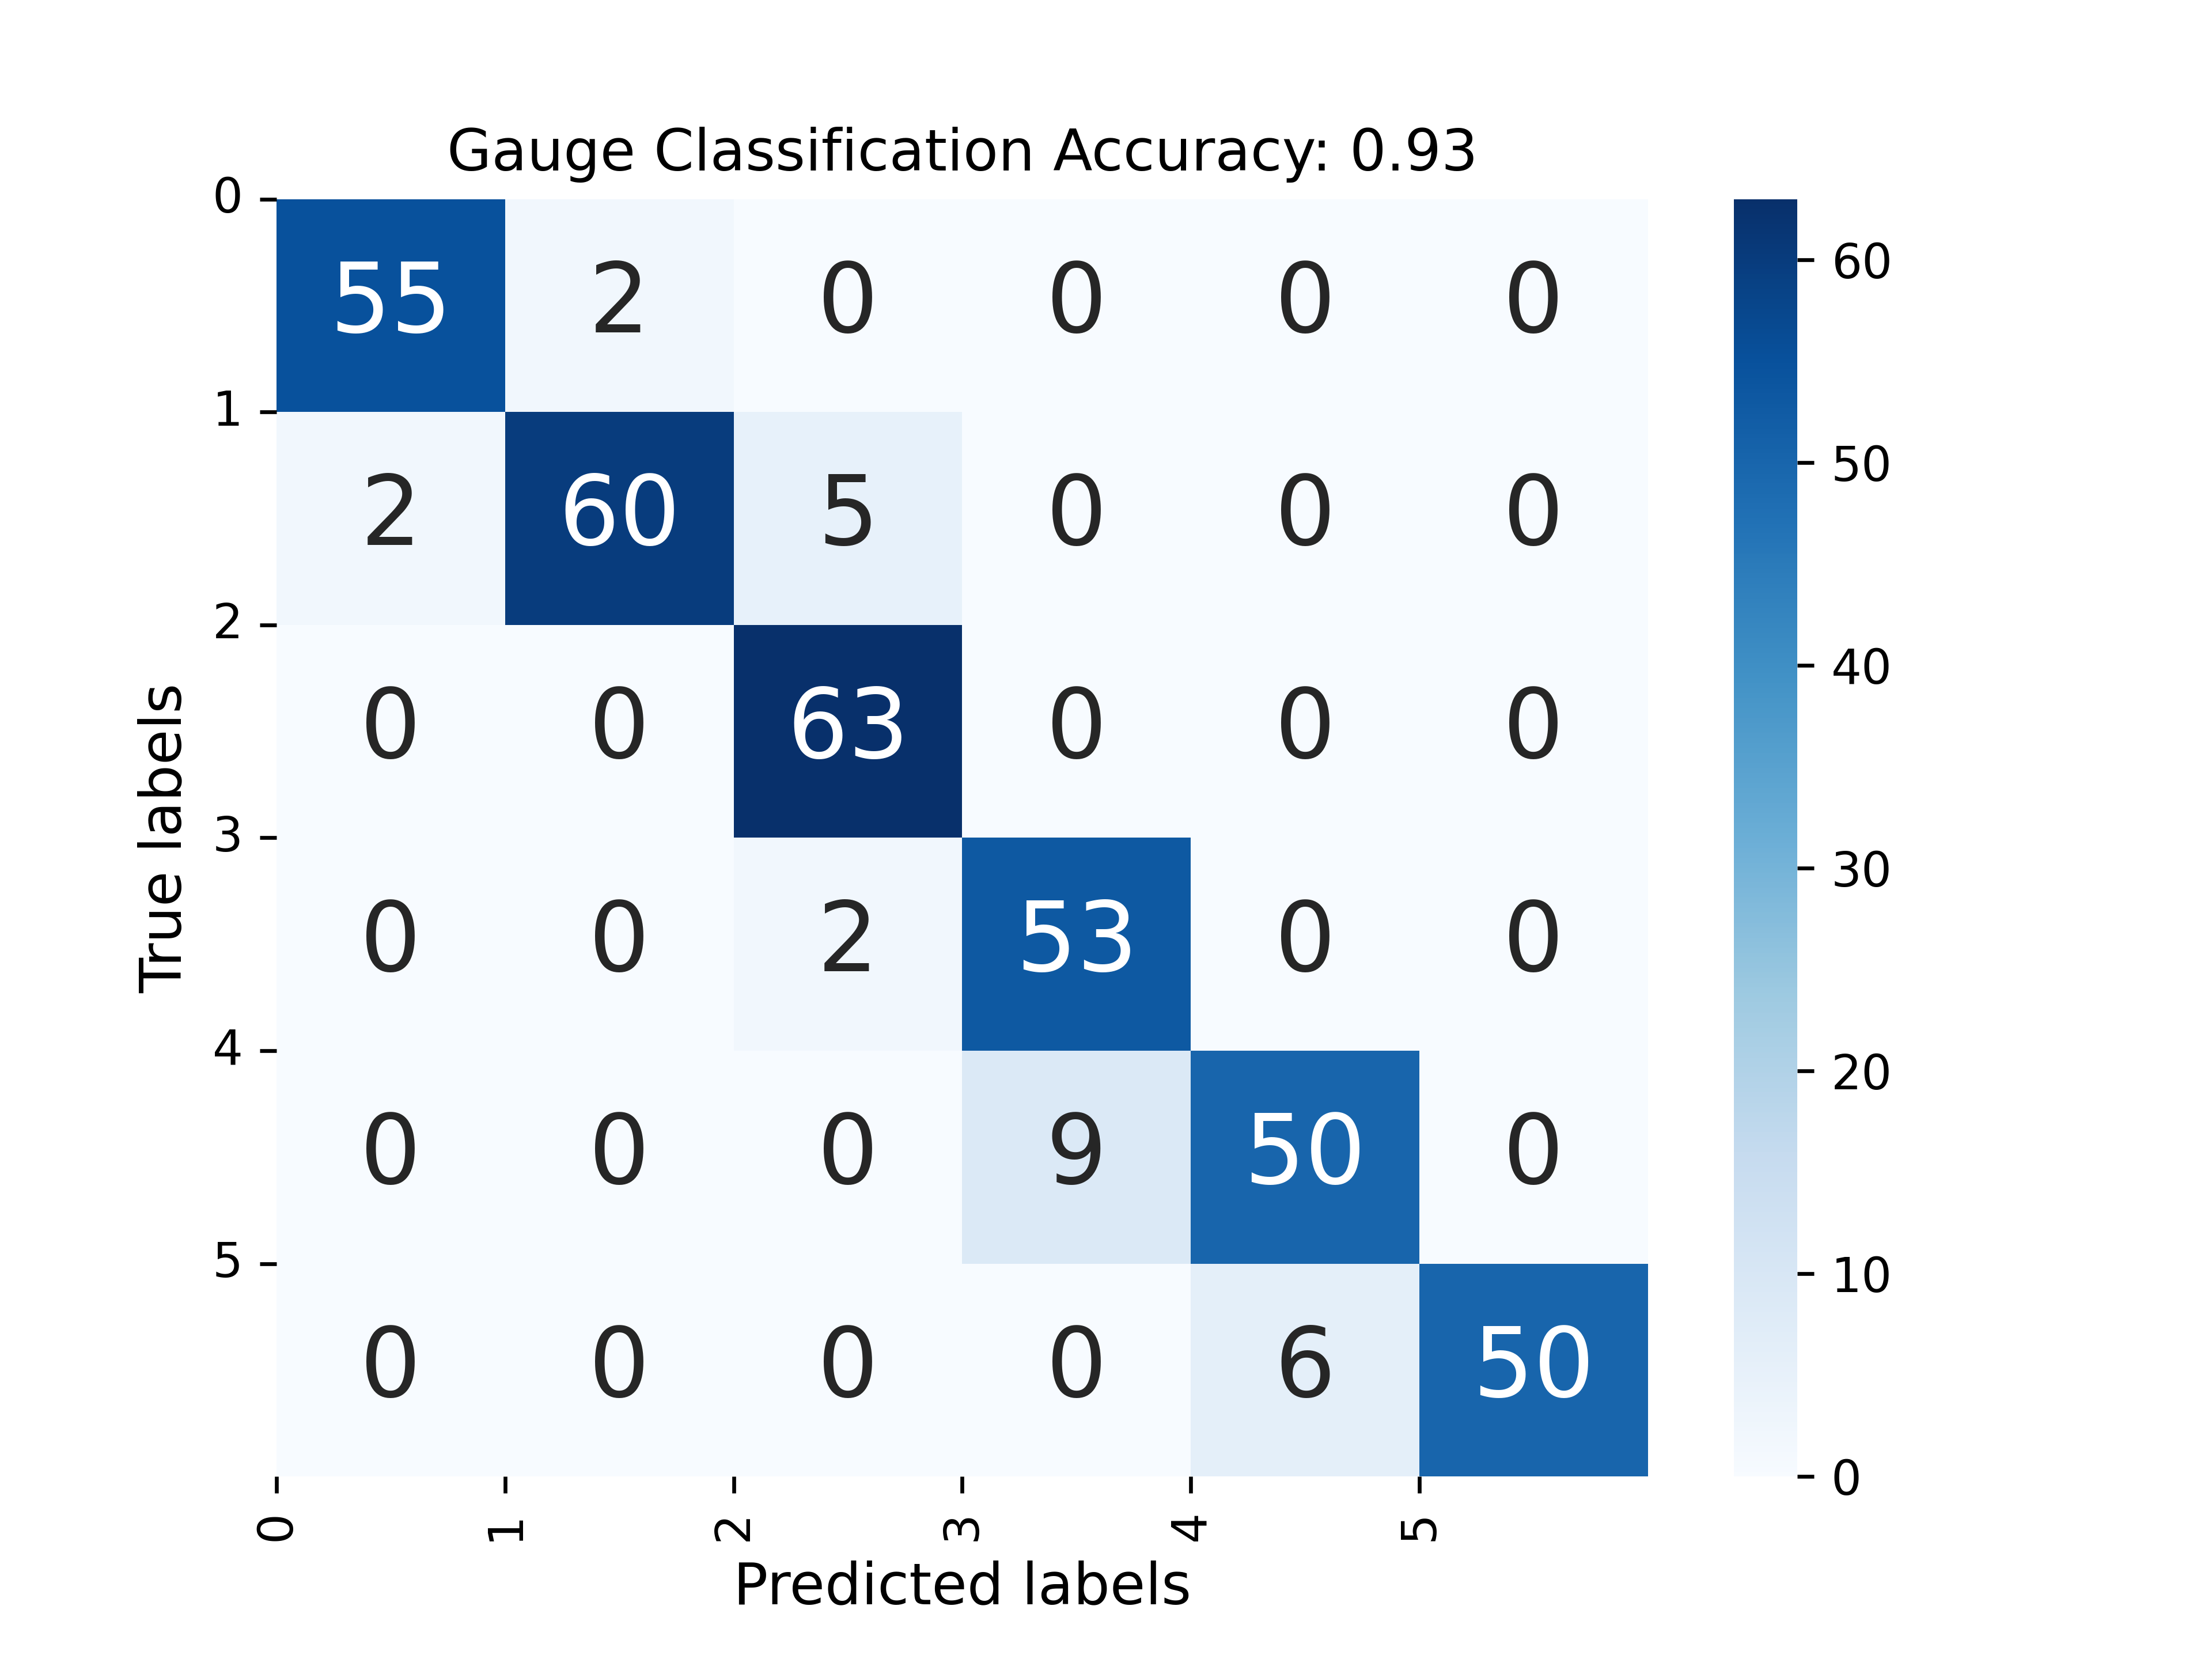 Gauge Classification Accuracy: 0.93
0
55 2 0 0 0 0
1
2 60 5 0 0 0
2
0 0 63 0 0 0
3
0 0 2 53 0 0
4
0 0 0 9 50 0
5
0 0 0 0 6 50
True labels
0 1 2 3 4 5
Predicted labels
60
50
40
30
20
10
0